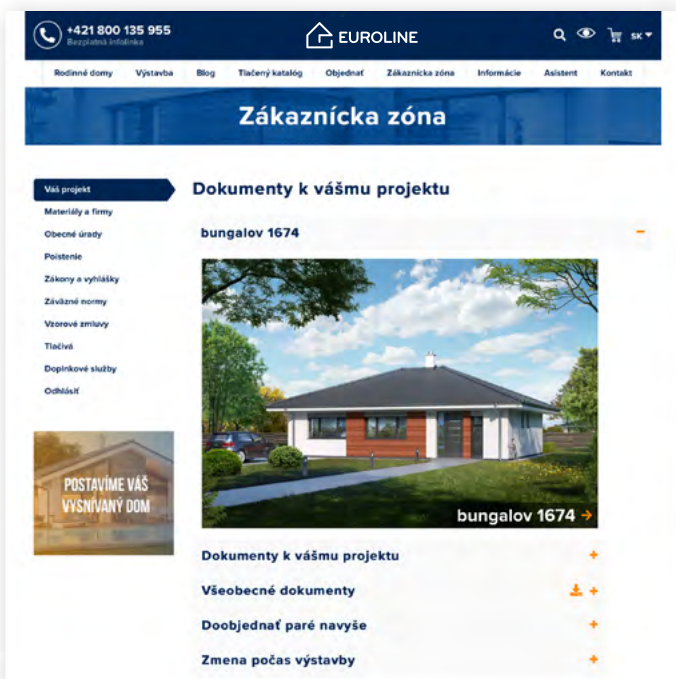 +421 800 135 955
Bezplatná infolinka
EUROLINE
SK
Rodinné domy Výstavba Blog Tlačený katalóg Objednať Zákaznícka zóna Informácie Asistent Kontakt
Zákaznícka zóna
Váš projekt
Materiály a firmy
Obecné úrady
Poistenie
Zákony a vyhlášky
Záväzné normy
Vzorové zmluvy
Tlačivá
Doplnkové služby
Odhlásiť
POSTAVÍME VÁŠ
VYSNÍVANÝ DOM
Dokumenty k vášmu projektu
bungalov 1674
bungalov 1674
Dokumenty k vášmu projektu
Všeobecné dokumenty
Doobjednať paré navyše
Zmena počas výstavby